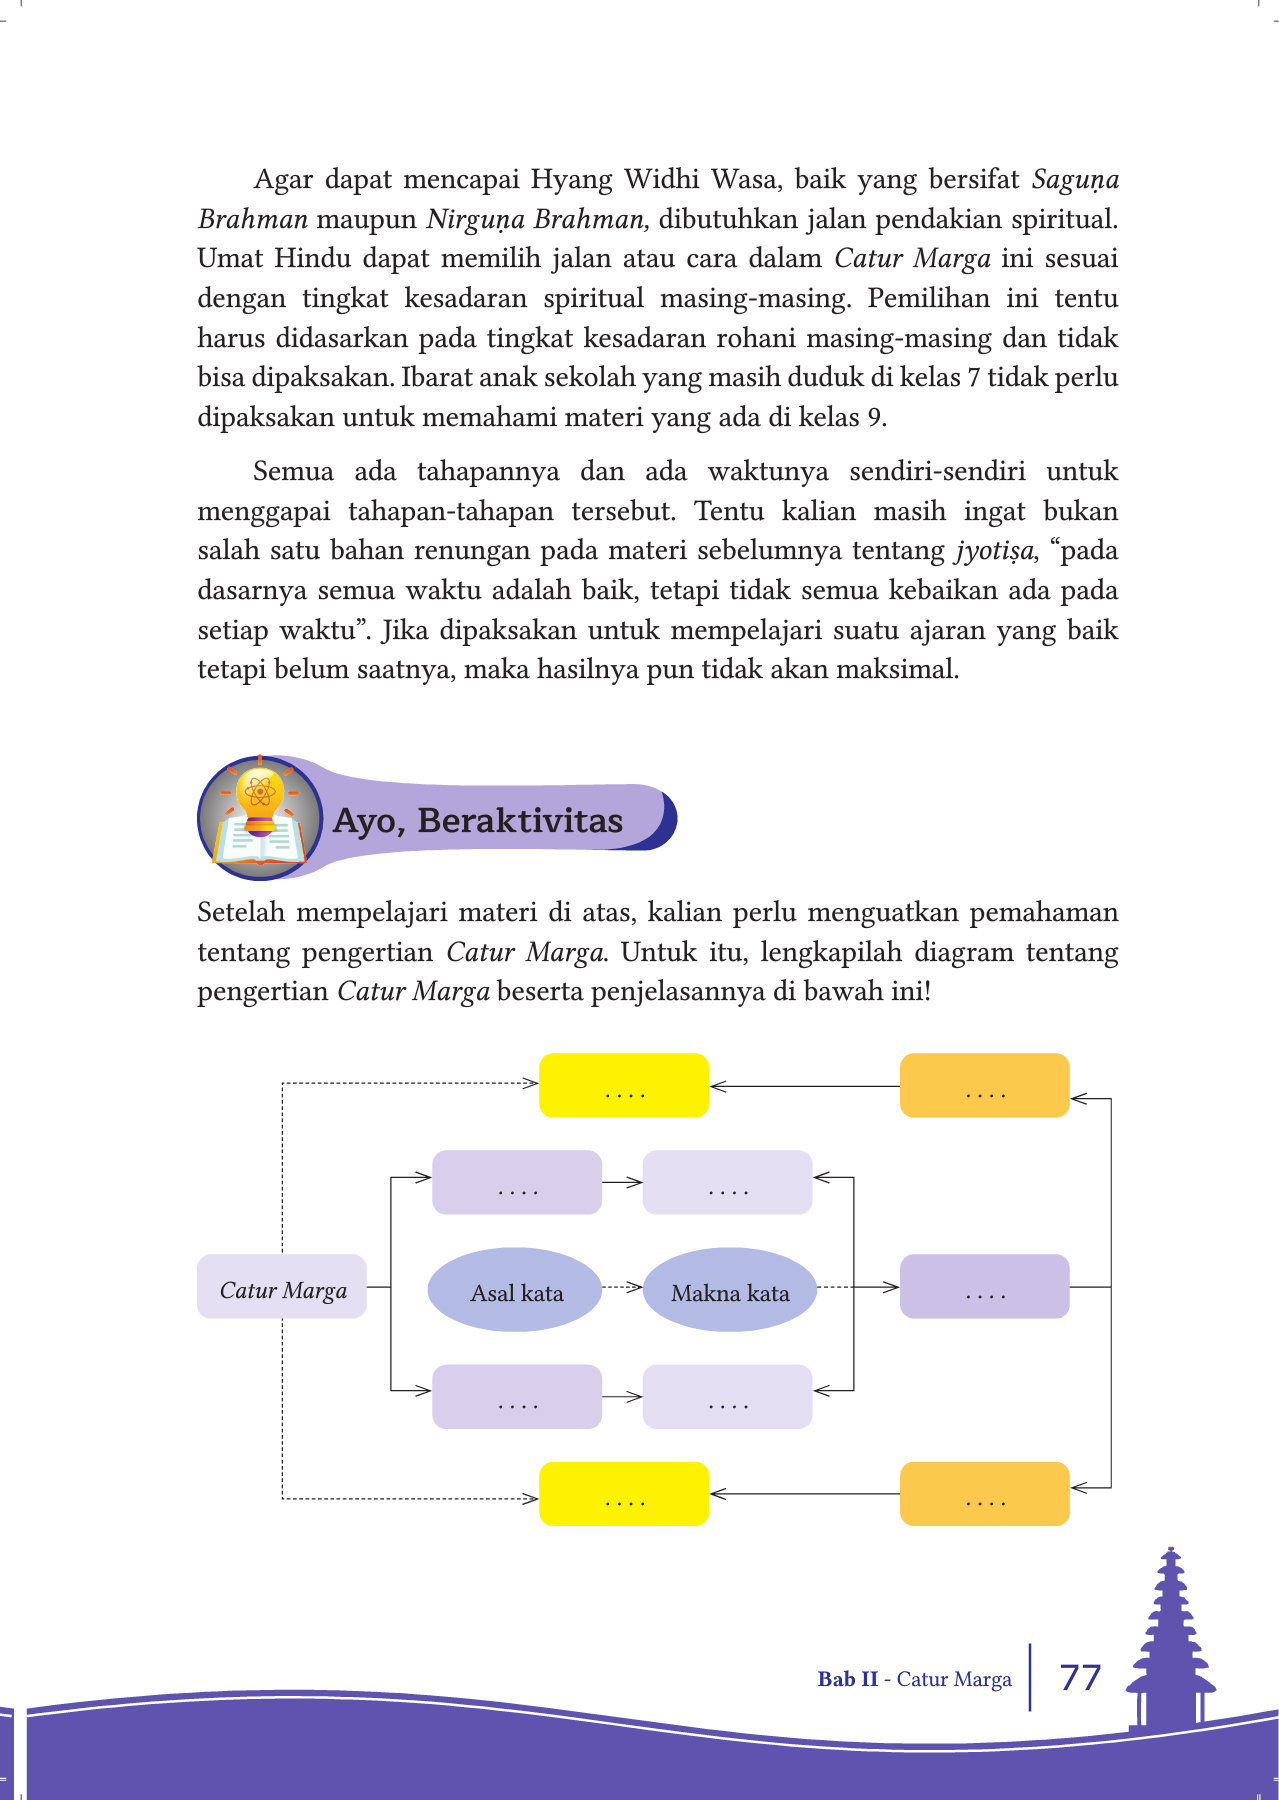 Agar dapat mencapai Hyang Widhi Wasa, baik yang bersifat Saguṇa
Brahman maupun Nirguṇa Brahman, dibutuhkan jalan pendakian spiritual.
Umat Hindu dapat memilih jalan atau cara dalam Catur Marga ini sesuai
dengan tingkat kesadaran spiritual masing-masing. Pemilihan ini tentu
harus didasarkan pada tingkat kesadaran rohani masing-masing dan tidak
bisa dipaksakan. Ibarat anak sekolah yang masih duduk di kelas 7 tidak perlu
dipaksakan untuk memahami materi yang ada di kelas 9.
Semua ada tahapannya dan ada waktunya sendiri-sendiri untuk
menggapai tahapan-tahapan tersebut. Tentu kalian masih ingat bukan
salah satu bahan renungan pada materi sebelumnya tentang jyotiṣa, “pada
dasarnya semua waktu adalah baik, tetapi tidak semua kebaikan ada pada
setiap waktu”. Jika dipaksakan untuk mempelajari suatu ajaran yang baik
tetapi belum saatnya, maka hasilnya pun tidak akan maksimal.
Ayo, Beraktivitas
Setelah mempelajari materi di atas, kalian perlu menguatkan pemahaman
tentang pengertian Catur Marga. Untuk itu, lengkapilah diagram tentang
pengertian Catur Marga beserta penjelasannya di bawah ini!
. . . .
. . . .
. . . .
. . . .
Catur Marga
Asal kata
Makna kata
. . . .
. . . .
. . . .
. . . .
. . . .
Bab II - Catur Marga
77